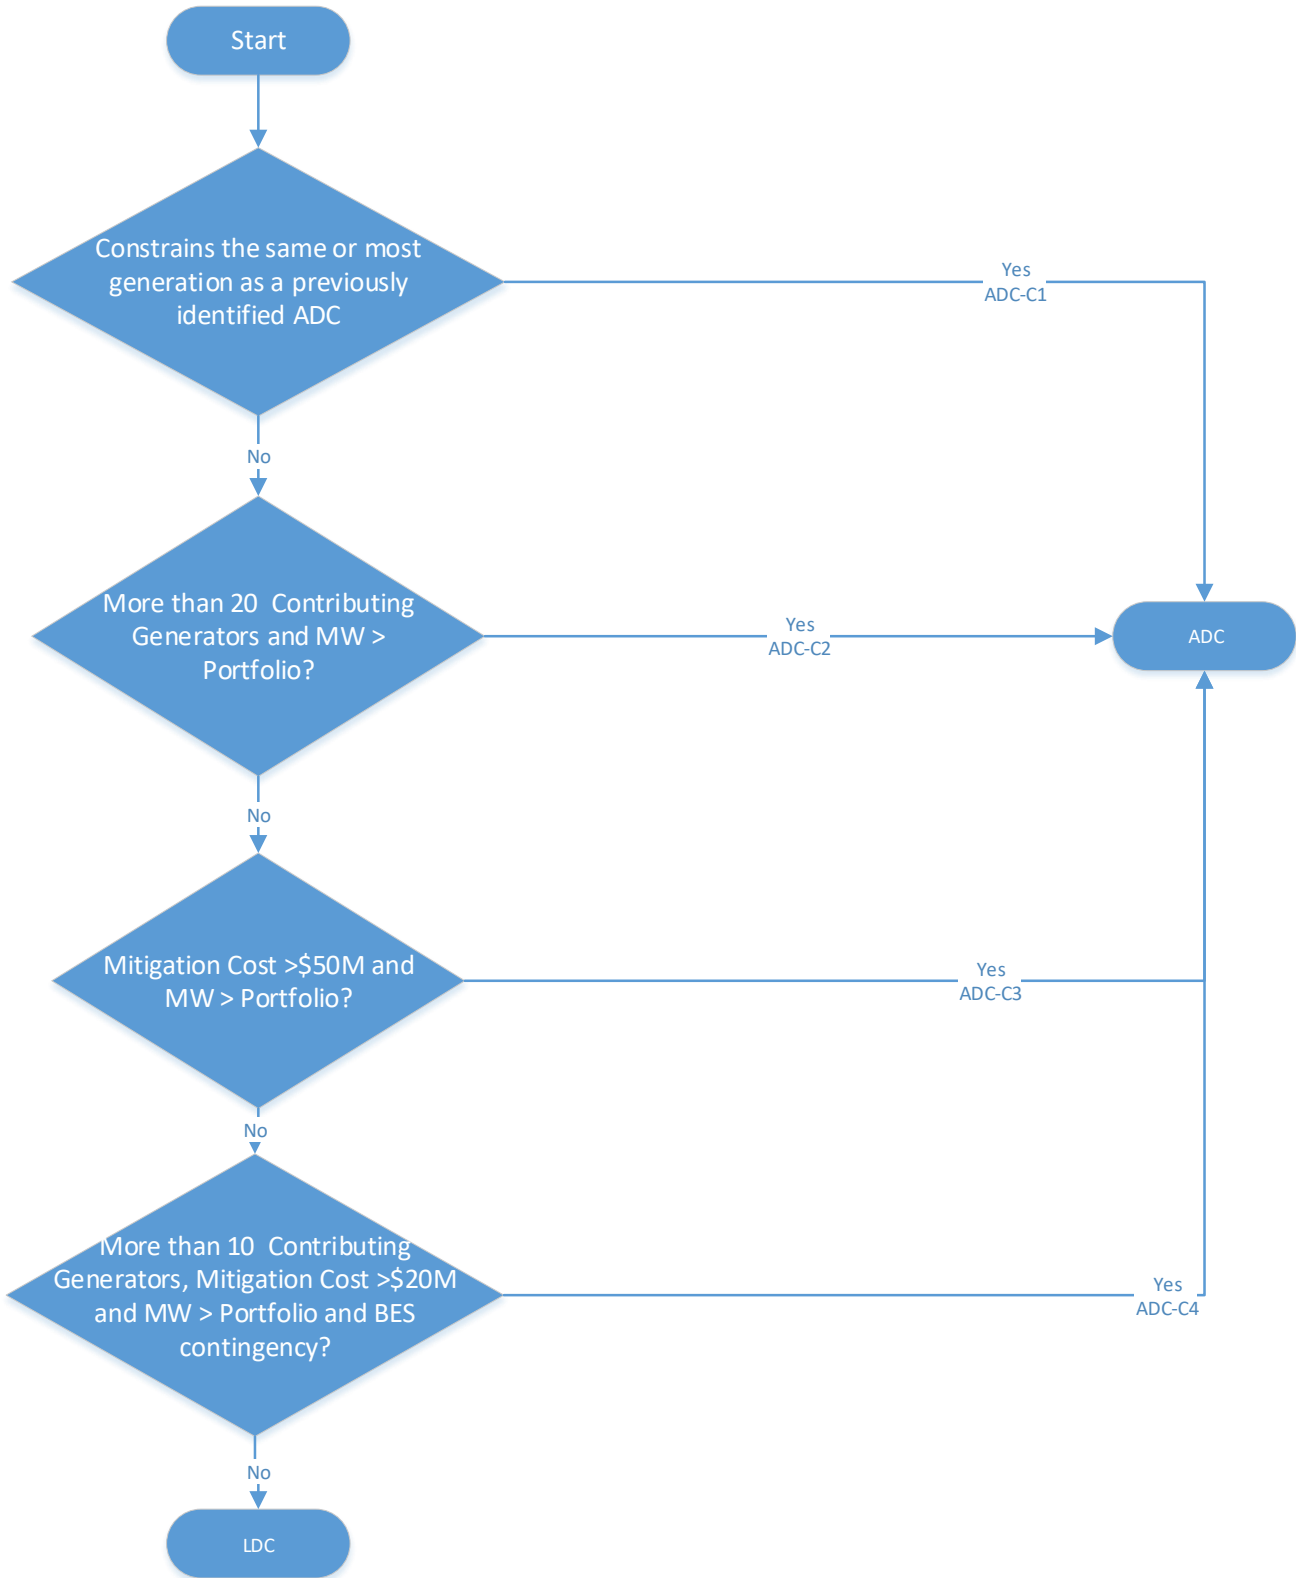 Start
Constrains the same or most
generation as a previously
identified ADC
Yes
ADC-C1
No
More than 20  Contributing
Generators and MW >
Portfolio?
Yes
ADC-C2
ADC
No
Mitigation Cost >$50M and
MW > Portfolio?
Yes
ADC-C3
No
More than 10  Contributing
Generators, Mitigation Cost >$20M
and MW > Portfolio and BES
contingency?
Yes
ADC-C4
No
LDC